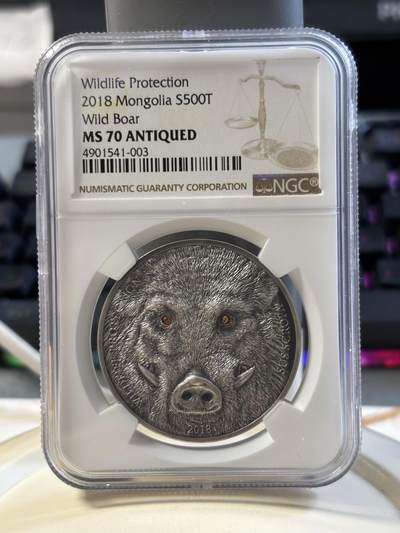 Wildlife Protection
2018 Mongolia S500T
Wild Boar
MS 70 ANTIQUED
4901541-003
NUMISMATIC GUARANTY CORPORATION
NGC®
2018